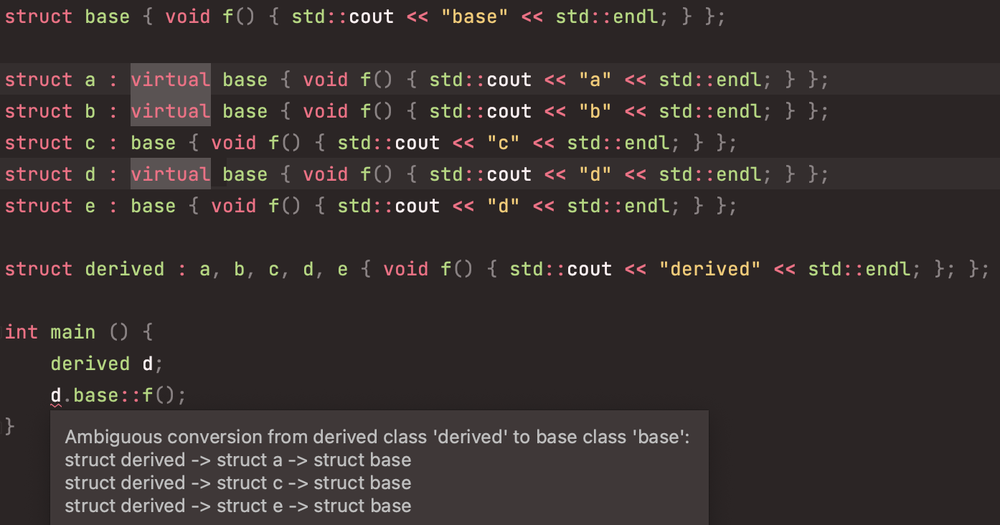 struct base { void f() { std::cout << "base" << std::endl; } };
struct a : virtual base { void f() { std::cout << "a" << std::endl; } };
struct b : virtual base { void f() { std::cout << "b" << std::endl; } };
struct c : base { void f() { std::cout << "c" << std::endl; } };
struct d : virtual base { void f() { std::cout << "d" << std::endl; } };
struct e : base { void f() { std::cout << "d" << std::endl; } };
struct derived : a, b, c, d, e { void f() { std::cout << "derived" << std::endl; }; };
int main () {
derived d;
d.base::f();
}
Ambiguous conversion from derived class 'derived' to base class 'base':
struct derived -> struct a -> struct base
struct derived -> struct c -> struct base
struct derived -> struct e -> struct base